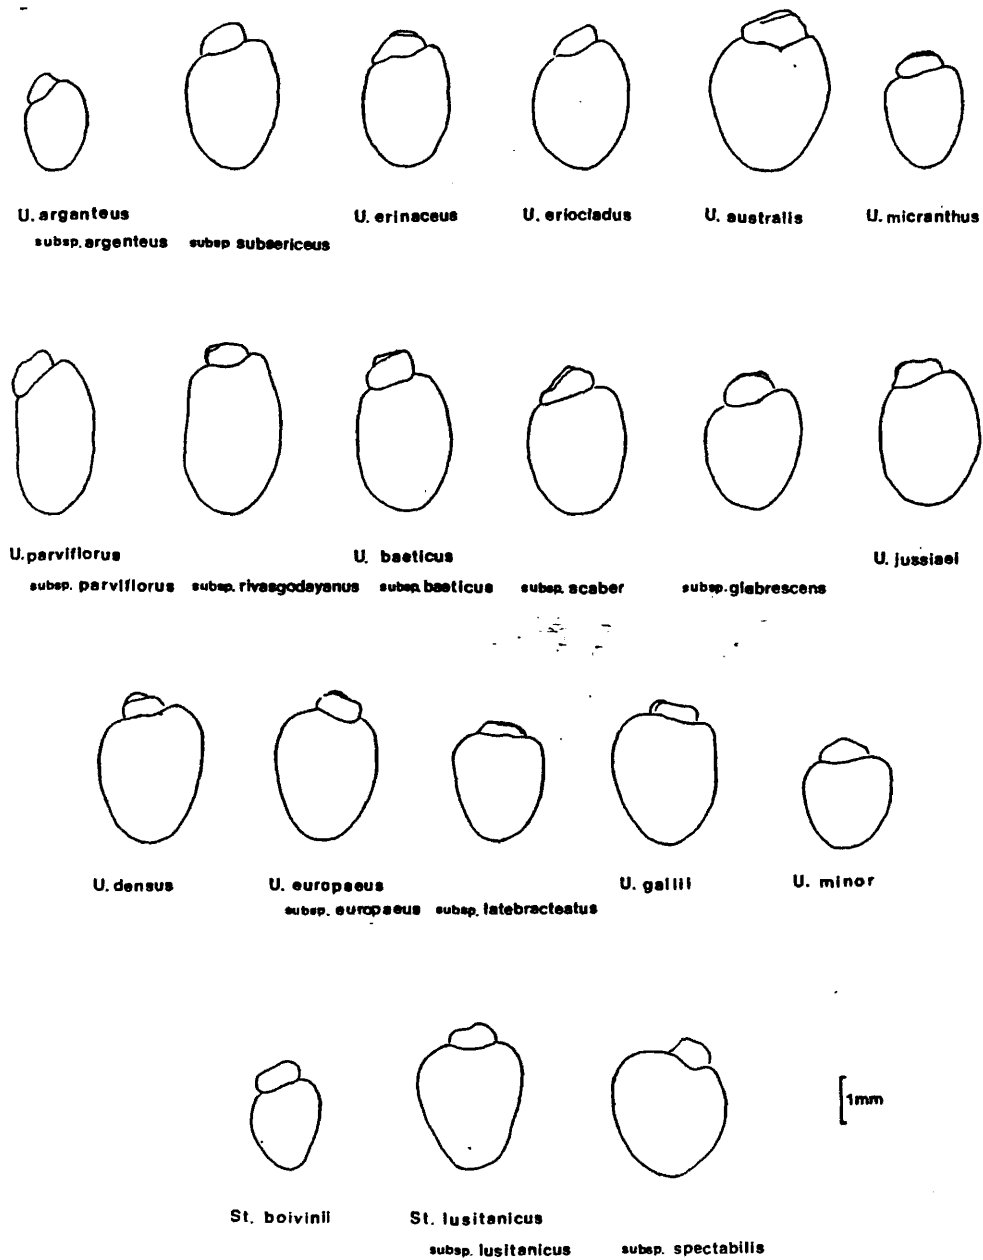 U. arganteus U. erinaceus U. eriocladus U. australis U. micranthus
subsp. argenteus subsp subsericeus
U. parviflorus U. baeticus U. jussiaei
subsp. parviflorus subsp. rivasgodayanus subsp. baeticus subsp. scaber subsp. glabrescens
U. densus U. europaeus U. gallii U. minor
subsp. europaeus subsp. latebracteatus
1mm
St. boivinii St. lusitanicus
subsp. lusitanicus subsp. spectabilis